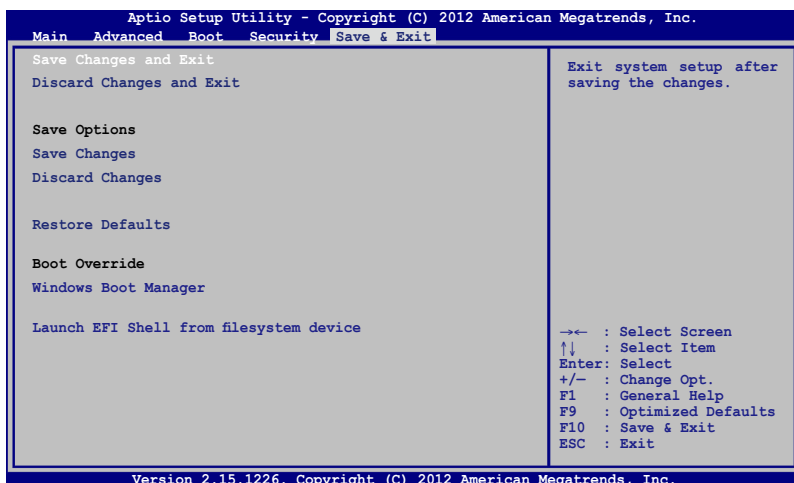 Aptio Setup Utility - Copyright (C) 2012 American Megatrends, Inc.
Main Advanced Boot Security Save & Exit
Save Changes and Exit
Discard Changes and Exit
Save Options
Save Changes
Discard Changes
Restore Defaults
Boot Override
Windows Boot Manager
Launch EFI Shell from filesystem device
Exit system setup after
saving the changes.
→← : Select Screen
↑↓ : Select Item
Enter: Select
+/— : Change Opt.
F1 : General Help
F9 : Optimized Defaults
F10 : Save & Exit
ESC : Exit
Version 2.15.1226. Copyright (C) 2012 American Megatrends, Inc.